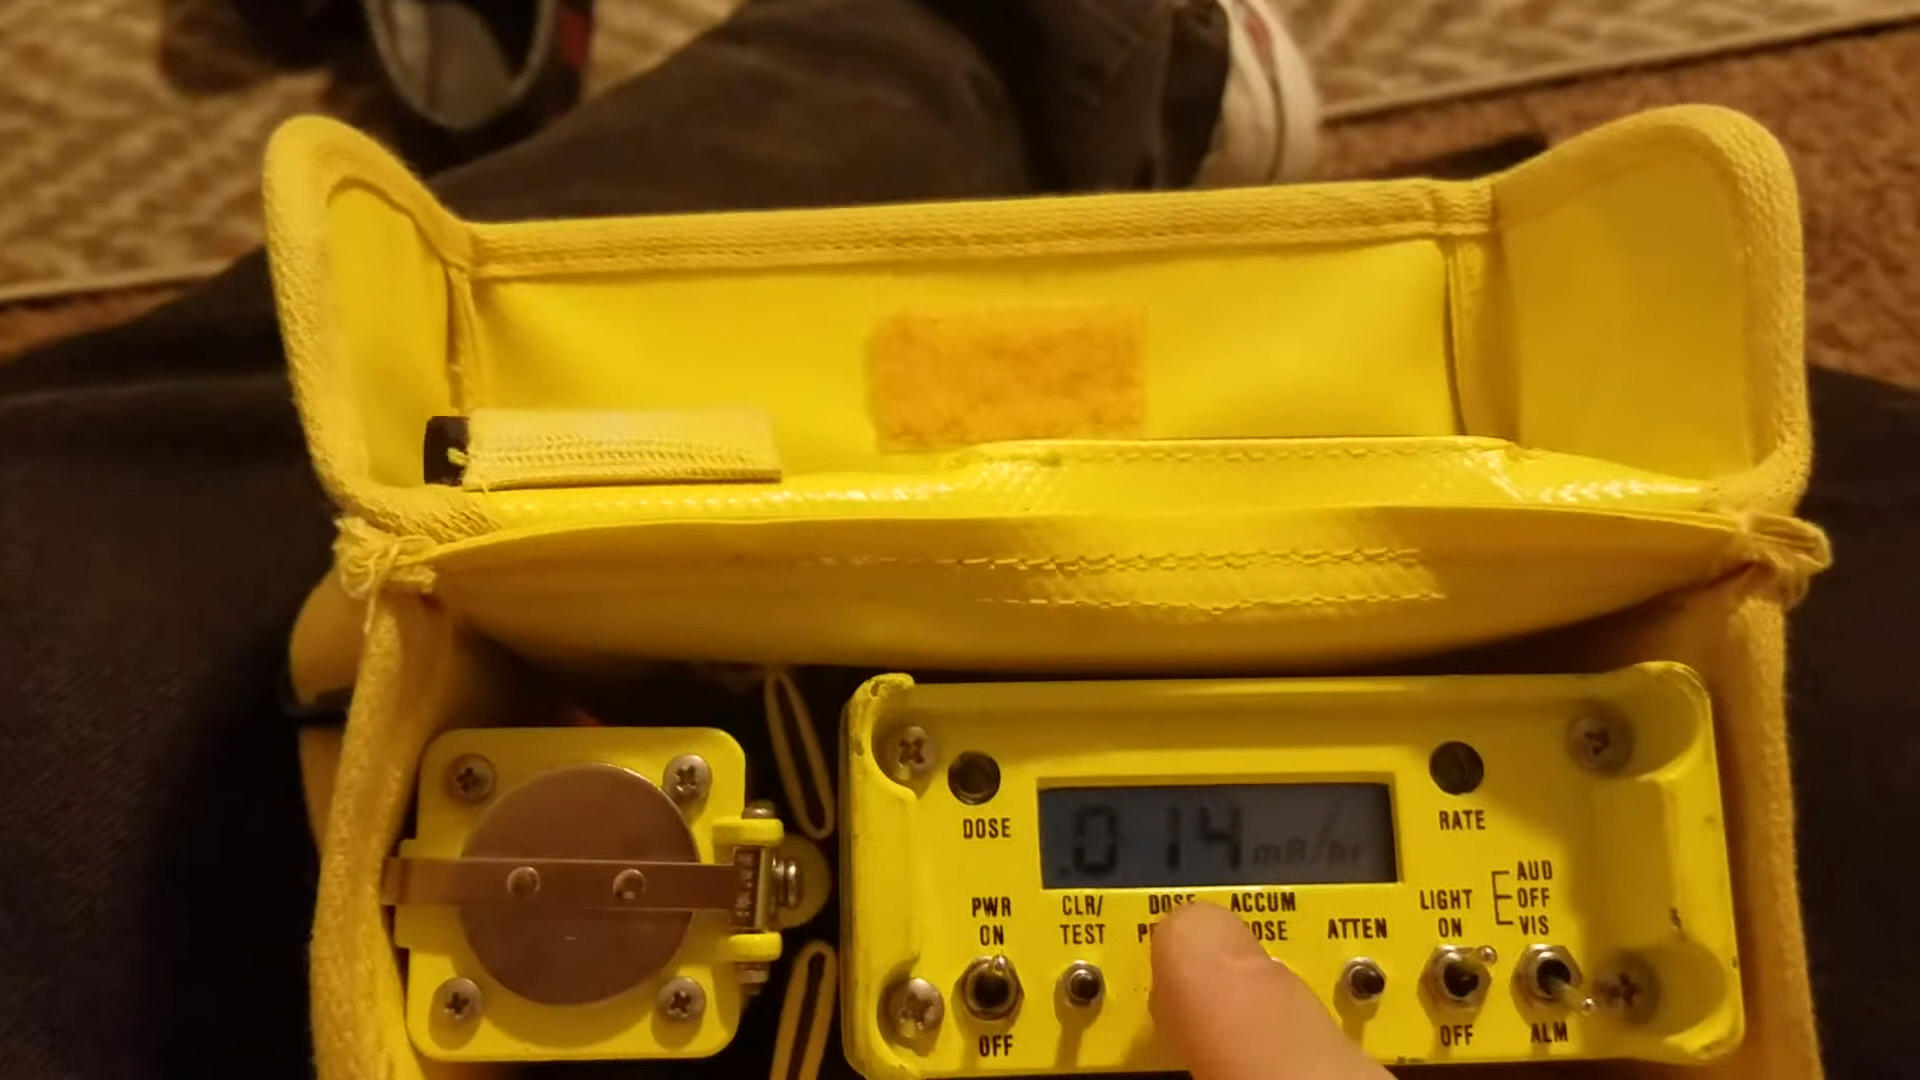 DOSE
.014 mR/hr
RATE
PWR
ON
OFF
CLR/
TEST
DOSE
ACCUM
ATTEN
LIGHT
ON
OFF
AUD
OFF
VIS
ALM